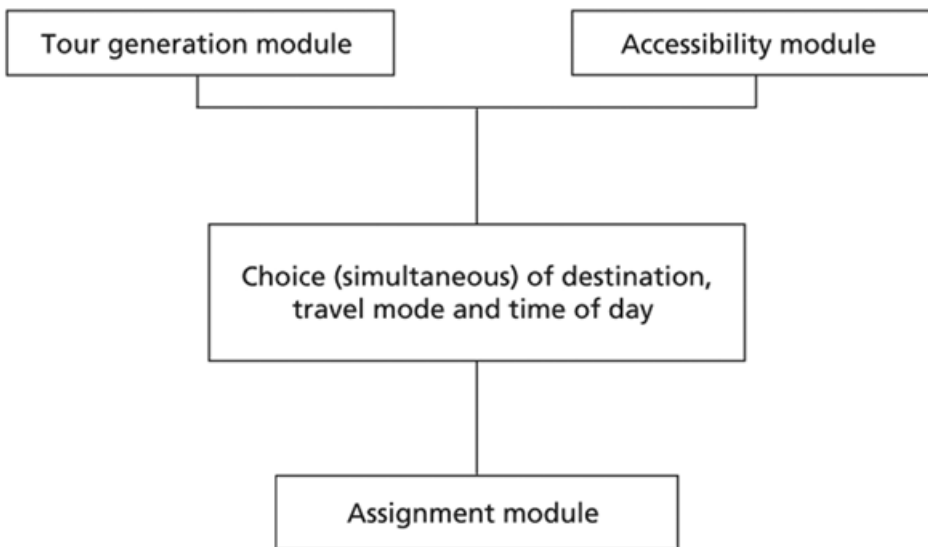 Tour generation module
Accessibility module
Choice (simultaneous) of destination,
travel mode and time of day
Assignment module